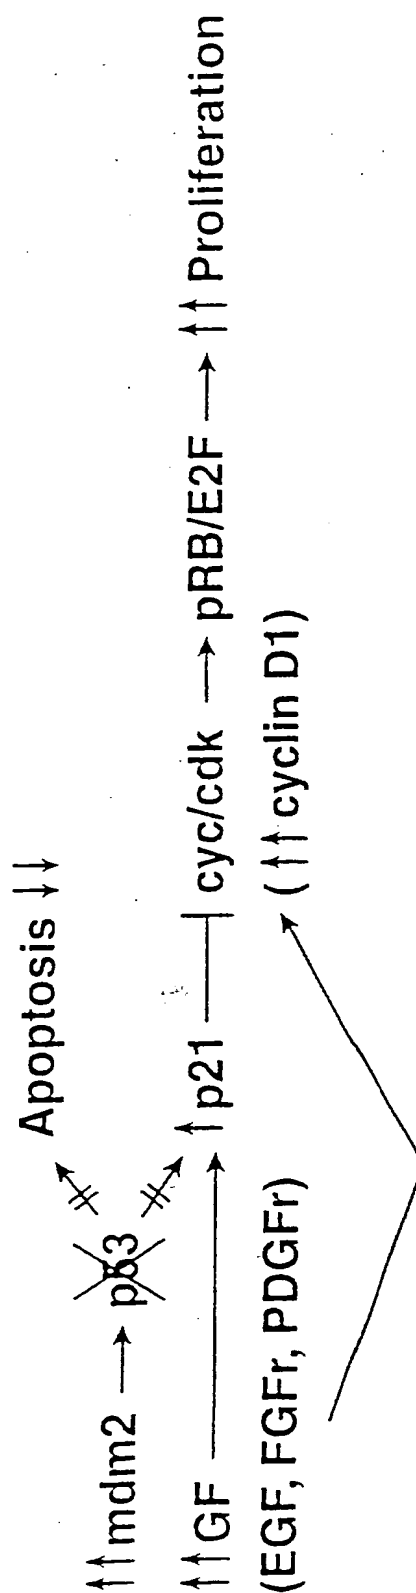 Apoptosis ↓↓
↑↑ mdm2 → p53
↑↑ GF → ↑ p21 ⊣ cyc/cdk → pRB/E2F → ↑↑ Proliferation
(EGF, FGFr, PDGFr) (↑↑ cyclin D1)